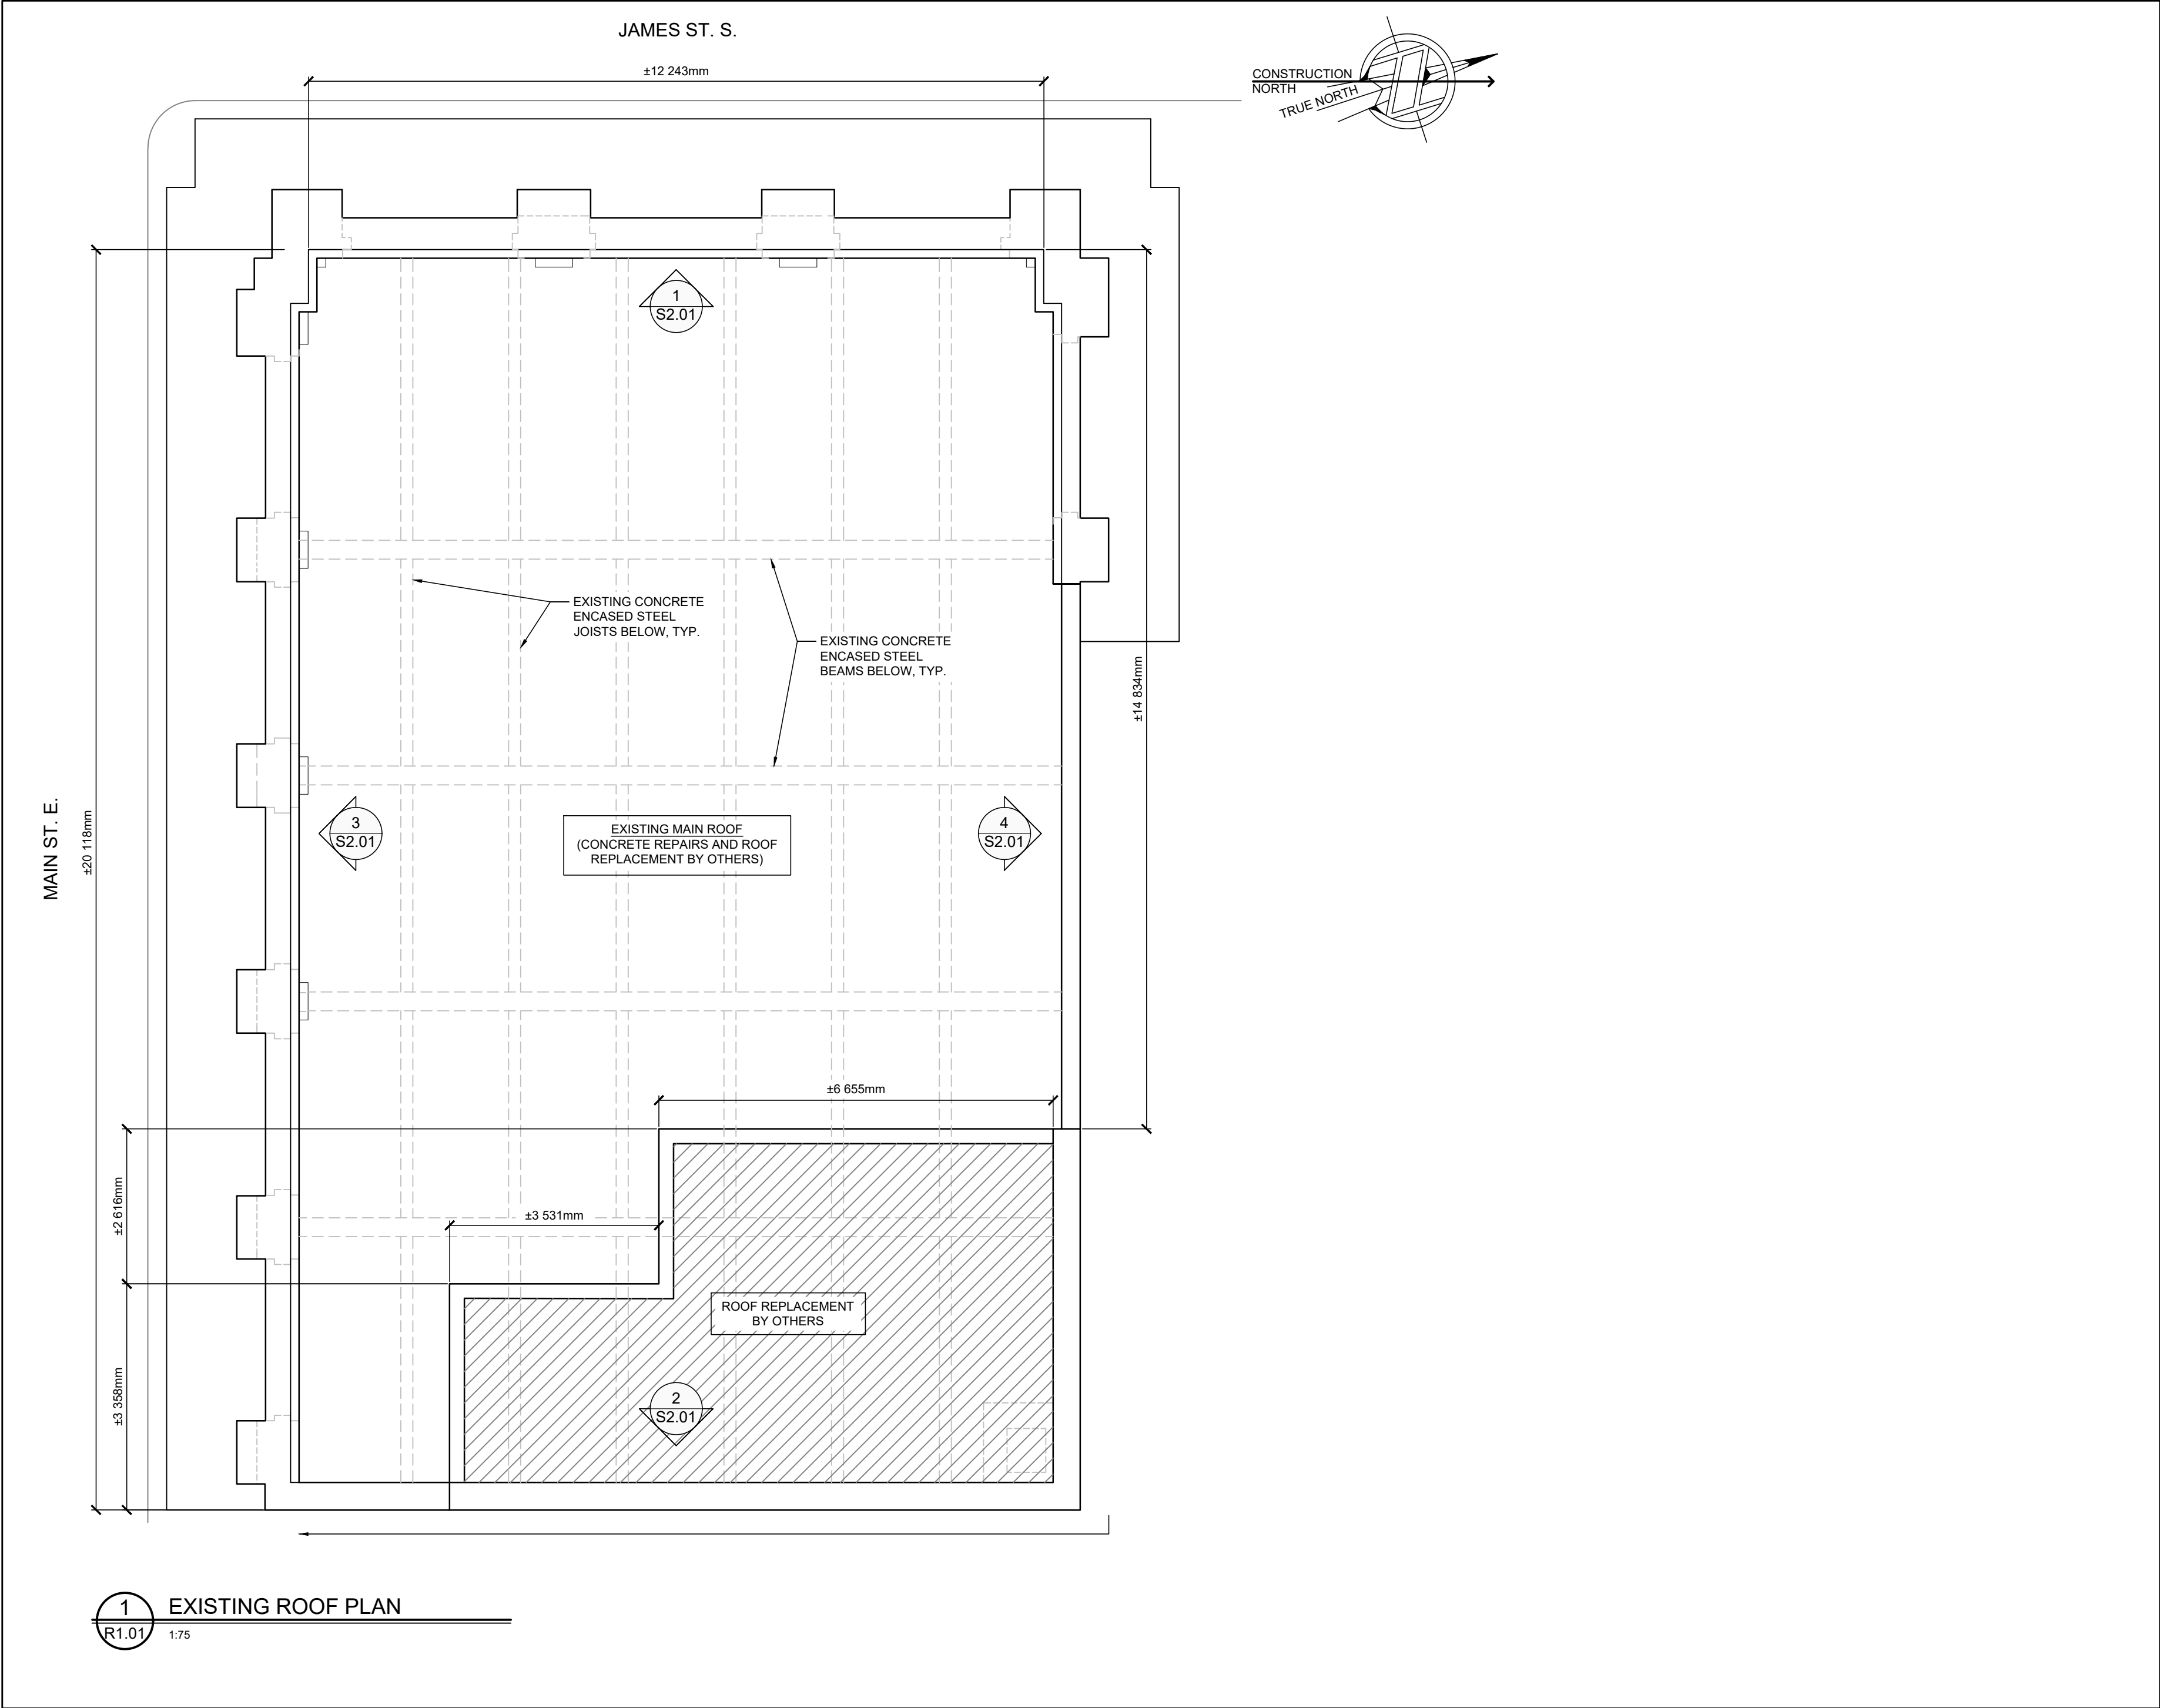 JAMES ST. S.
±12 243mm
CONSTRUCTION
NORTH
TRUE NORTH
1
S2.01
EXISTING CONCRETE
ENCASED STEEL
JOISTS BELOW, TYP.
EXISTING CONCRETE
ENCASED STEEL
BEAMS BELOW, TYP.
±14 834mm
MAIN ST. E.
±20 118mm
3
S2.01
EXISTING MAIN ROOF
(CONCRETE REPAIRS AND ROOF
REPLACEMENT BY OTHERS)
4
S2.01
±6 655mm
±2 616mm
±3 531mm
ROOF REPLACEMENT
BY OTHERS
±3 358mm
2
S2.01
1
R1.01
EXISTING ROOF PLAN
1:75